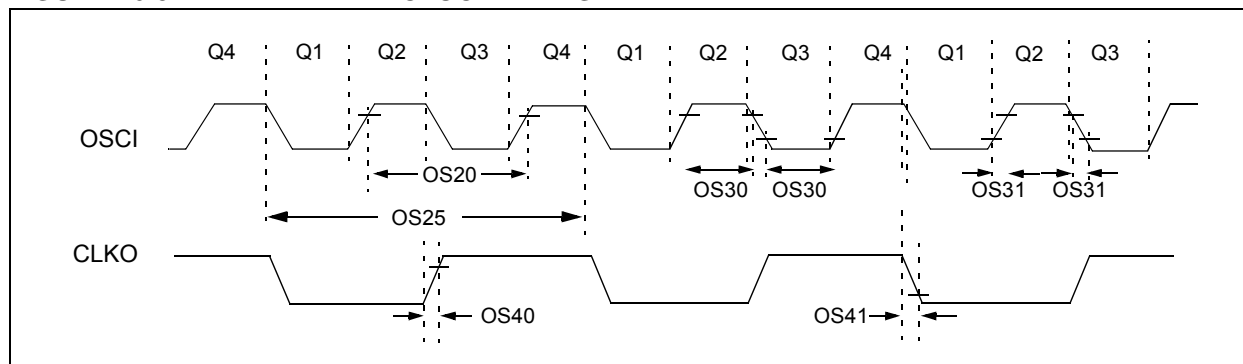 Q4 Q1 Q2 Q3 Q4 Q1 Q2 Q3 Q4 Q1 Q2 Q3
OSCI
OS20
OS30 OS30
OS31 OS31
OS25
CLKO
OS40
OS41